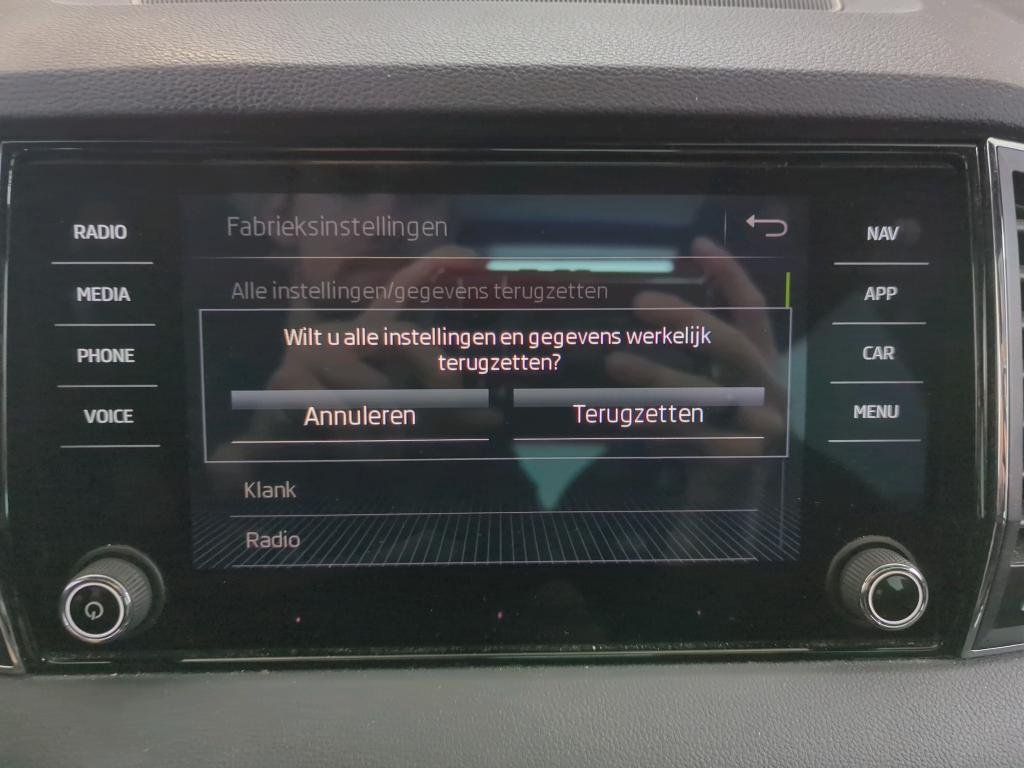 Fabrieksinstellingen
RADIO
NAV
Alle instellingen/gegevens terugzetten
MEDIA
APP
Wilt u alle instellingen en gegevens werkelijk
terugzetten?
PHONE
CAR
Annuleren
Terugzetten
VOICE
MENU
Klank
Radio